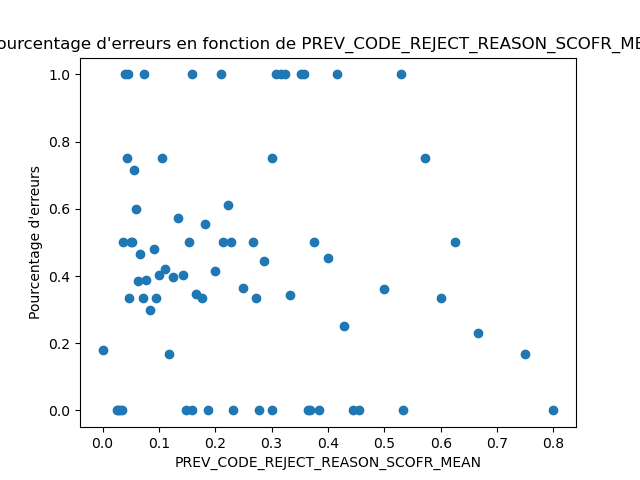 ourcentage d'erreurs en fonction de PREV_CODE_REJECT_REASON_SCOFR_ME
1.0
0.8
0.6
0.4
0.2
0.0
Pourcentage d'erreurs
0.0 0.1 0.2 0.3 0.4 0.5 0.6 0.7 0.8
PREV_CODE_REJECT_REASON_SCOFR_MEAN